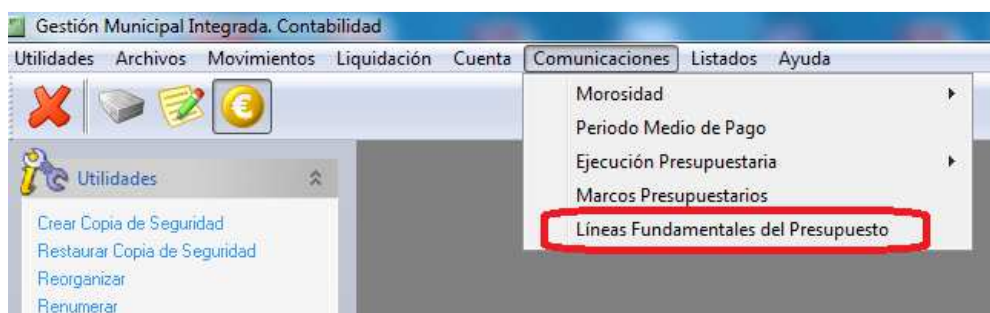 Gestión Municipal Integrada. Contabilidad
Utilidades Archivos Movimientos Liquidación Cuenta Comunicaciones Listados Ayuda
Morosidad
Periodo Medio de Pago
Ejecución Presupuestaria
Marcos Presupuestarios
Líneas Fundamentales del Presupuesto
Utilidades
Crear Copia de Seguridad
Restaurar Copia de Seguridad
Reorganizar
Renumerar